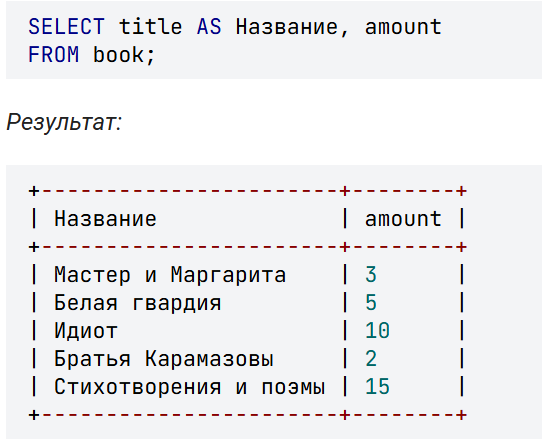 SELECT title AS Название, amount
FROM book;
Результат:
+-----------------------+--------+
| Название              | amount |
+-----------------------+--------+
| Мастер и Маргарита    | 3      |
| Белая гвардия         | 5      |
| Идиот                 | 10     |
| Братья Карамазовы     | 2      |
| Стихотворения и поэмы | 15     |
+-----------------------+--------+